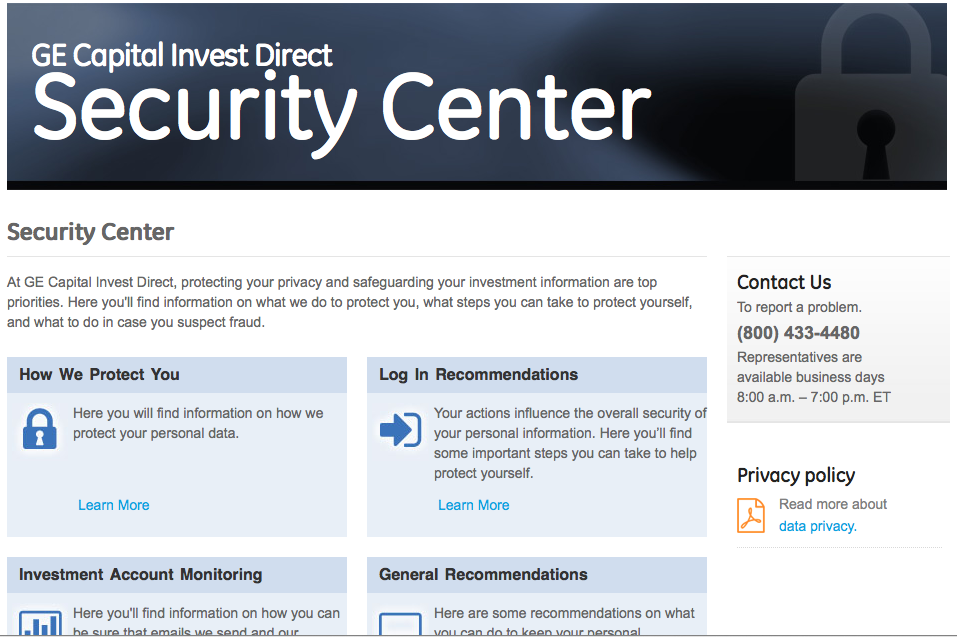 GE Capital Invest Direct
Security Center
Security Center
At GE Capital Invest Direct, protecting your privacy and safeguarding your investment information are top
priorities. Here you'll find information on what we do to protect you, what steps you can take to protect yourself,
and what to do in case you suspect fraud.
How We Protect You
Here you will find information on how we
protect your personal data.
Learn More
Log In Recommendations
Your actions influence the overall security of
your personal information. Here you'll find
some important steps you can take to help
protect yourself.
Learn More
Investment Account Monitoring
Here you'll find information on how you can
be sure that emails we send and our
General Recommendations
Here are some recommendations on what
you can do to keep your personal
Contact Us
To report a problem.
(800) 433-4480
Representatives are
available business days
8:00 a.m. – 7:00 p.m. ET
Privacy policy
Read more about
data privacy.